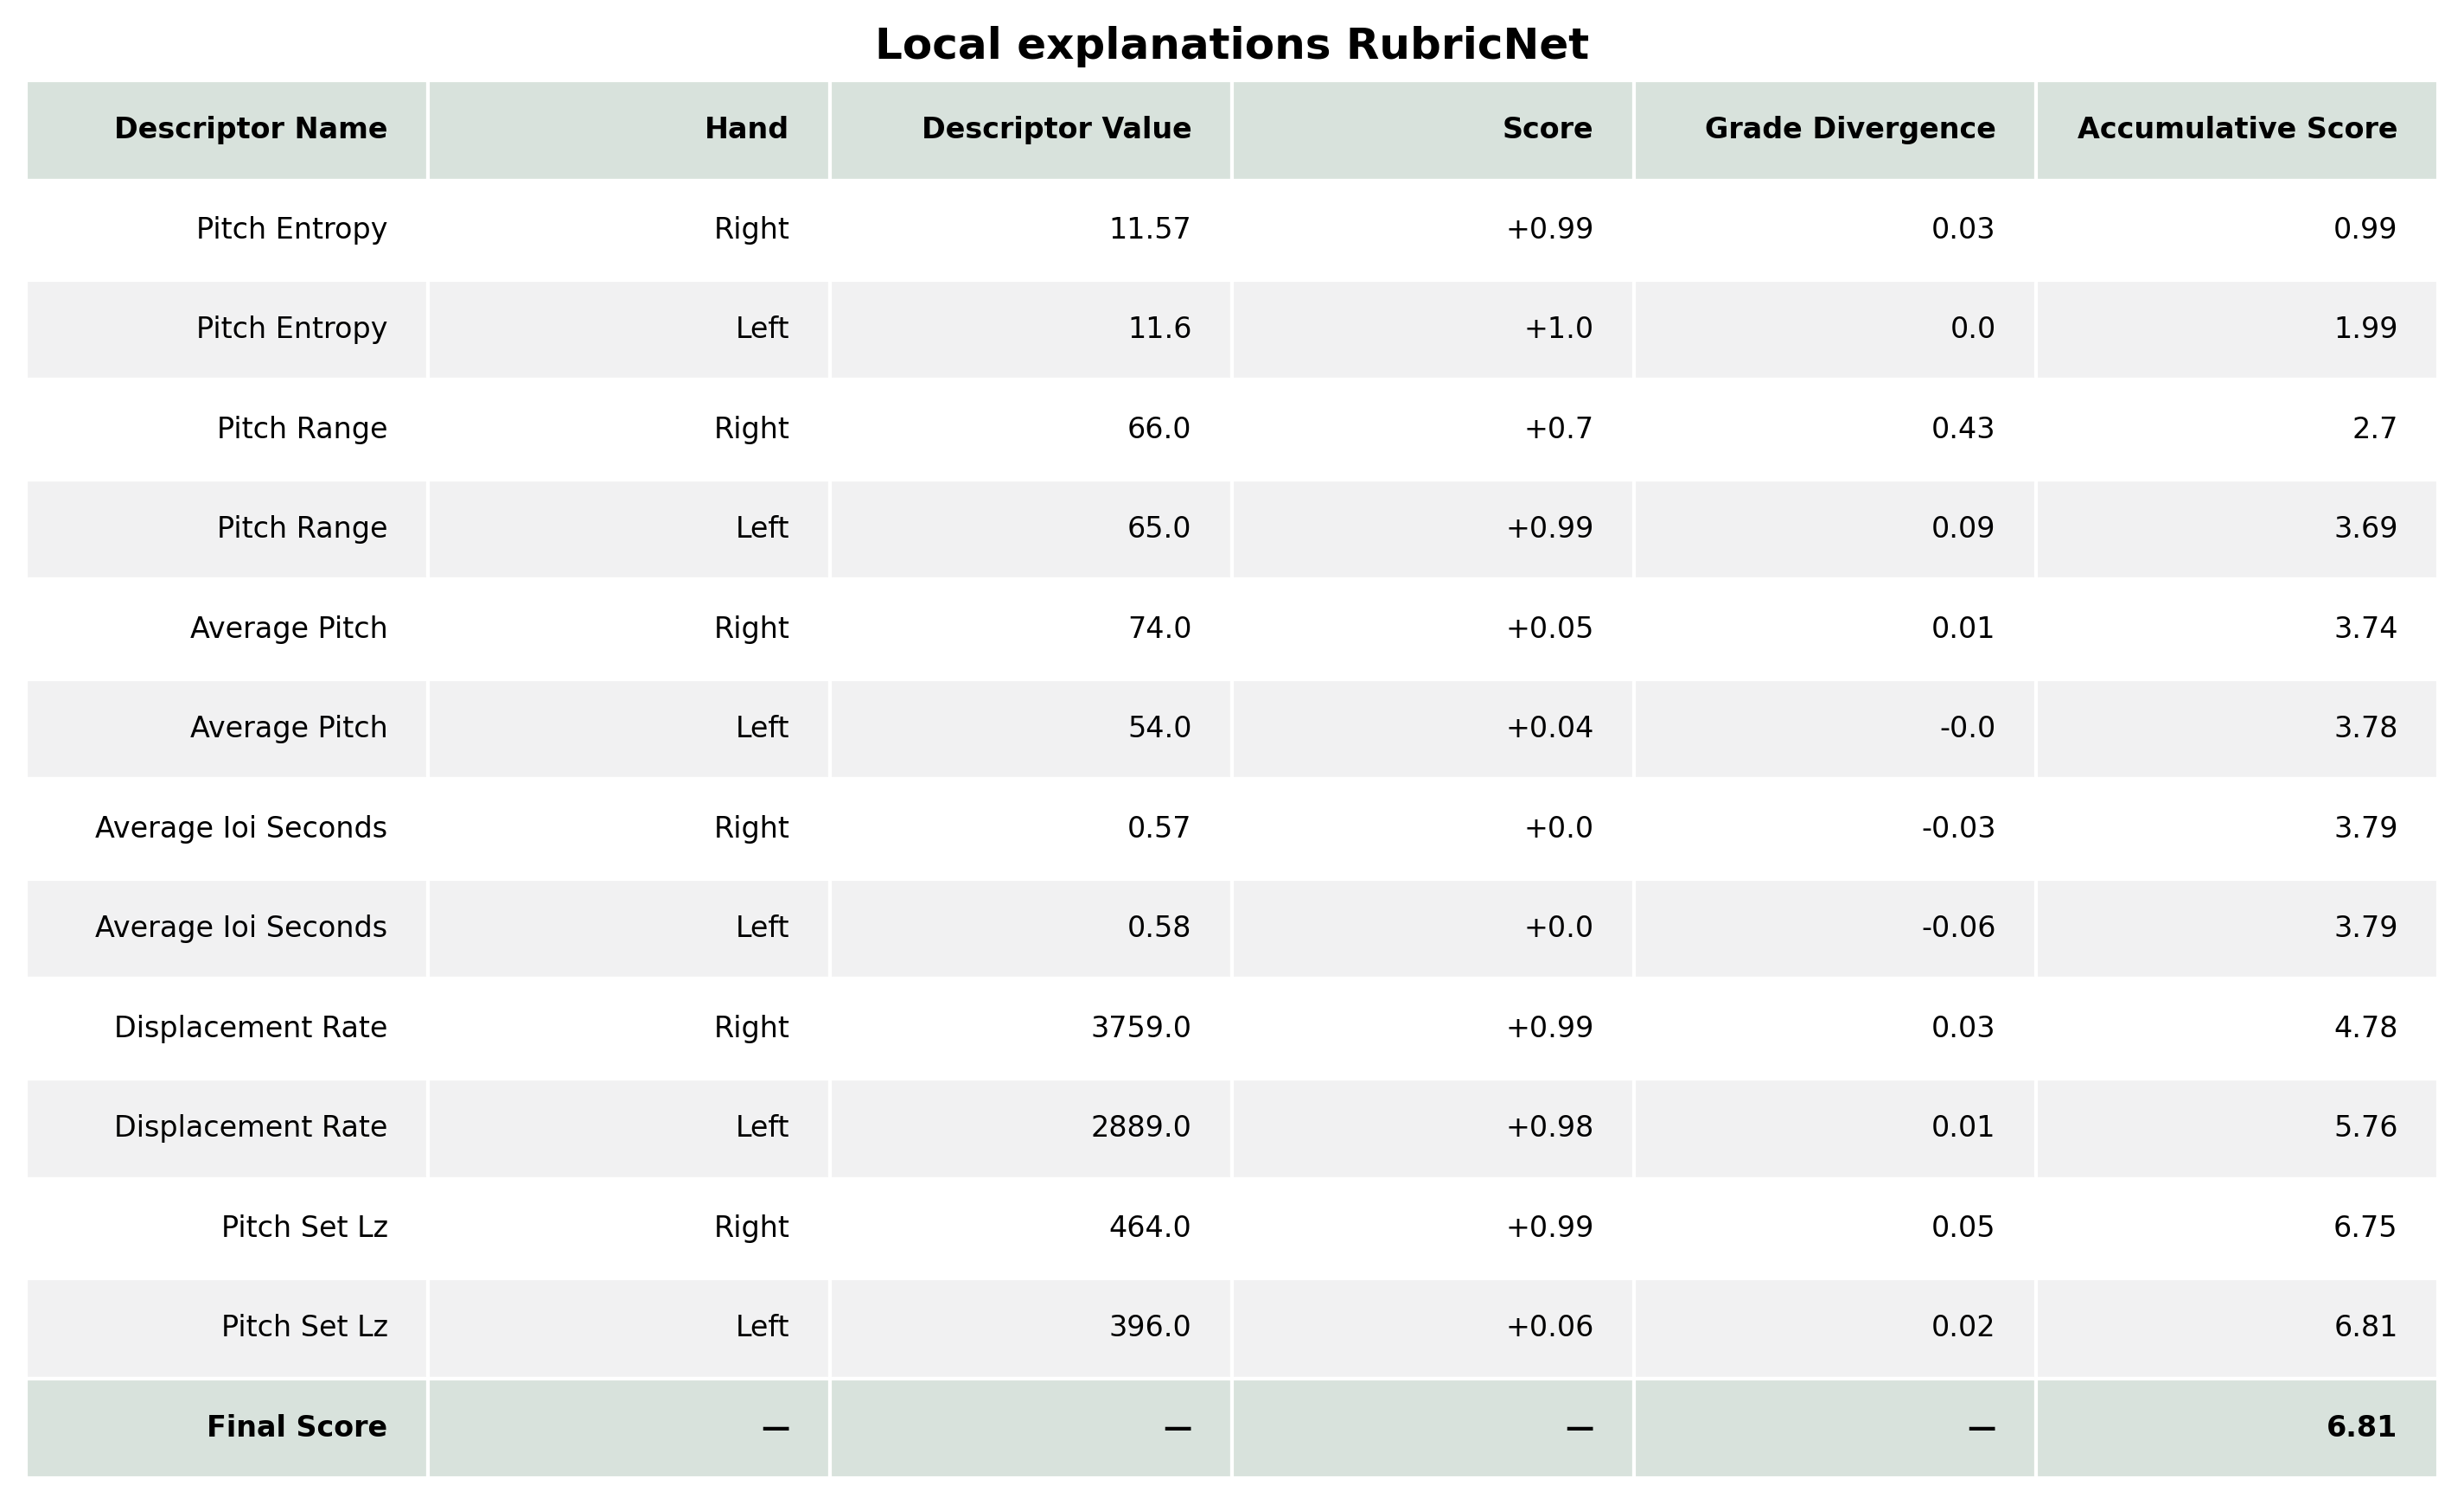 Local explanations RubricNet
Descriptor Name Hand Descriptor Value Score Grade Divergence Accumulative Score
Pitch Entropy Right 11.57 +0.99 0.03 0.99
Pitch Entropy Left 11.6 +1.0 0.0 1.99
Pitch Range Right 66.0 +0.7 0.43 2.7
Pitch Range Left 65.0 +0.99 0.09 3.69
Average Pitch Right 74.0 +0.05 0.01 3.74
Average Pitch Left 54.0 +0.04 -0.0 3.78
Average Ioi Seconds Right 0.57 +0.0 -0.03 3.79
Average Ioi Seconds Left 0.58 +0.0 -0.06 3.79
Displacement Rate Right 3759.0 +0.99 0.03 4.78
Displacement Rate Left 2889.0 +0.98 0.01 5.76
Pitch Set Lz Right 464.0 +0.99 0.05 6.75
Pitch Set Lz Left 396.0 +0.06 0.02 6.81
Final Score — — — — 6.81